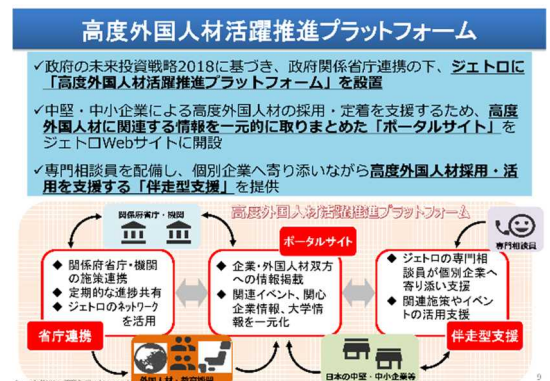 高度外国人材活躍推進プラットフォーム
✓政府の未来投資戦略2018に基づき、政府関係省庁連携の下、ジェトロに
「高度外国人材活躍推進プラットフォーム」を設置
✓中堅・中小企業による高度外国人材の採用・定着を支援するため、高度
外国人材に関連する情報を一元的に取りまとめた「ポータルサイト」を
ジェトロWebサイトに開設
✓専門相談員を配備し、個別企業へ寄り添いながら高度外国人材採用・活
用を支援する「伴走型支援」を提供
関係府省庁・機関
高度外国人材活躍推進プラットフォーム
専門相談員
ポータルサイト
◆ 関係府省庁・機関
の施策連携
◆ 定期的な進捗共有
◆ ジェトロのネットワーク
を活用
省庁連携
◆ 企業・外国人材双方
への情報掲載
◆ 関連イベント、関心
企業情報、大学情
報を一元化
◆ ジェトロの専門相
談員が個別企業へ
寄り添い支援
◆ 関連施策やイベン
トの活用支援
伴走型支援
外国人材・教育機関
日本の中堅・中小企業等
9